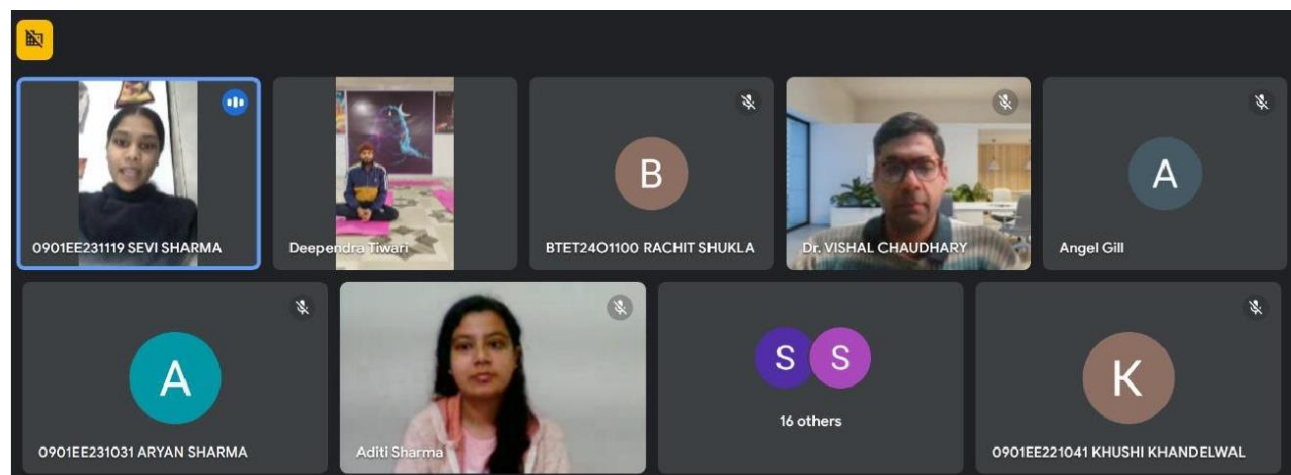 0901EE231119 SEVI SHARMA
Deependra Tiwari
B
BTET24O1100 RACHIT SHUKLA
Dr. VISHAL CHAUDHARY
A
Angel Gill
A
0901EE231031 ARYAN SHARMA
Aditi Sharma
S S
16 others
K
0901EE221041 KHUSHI KHANDELWAL